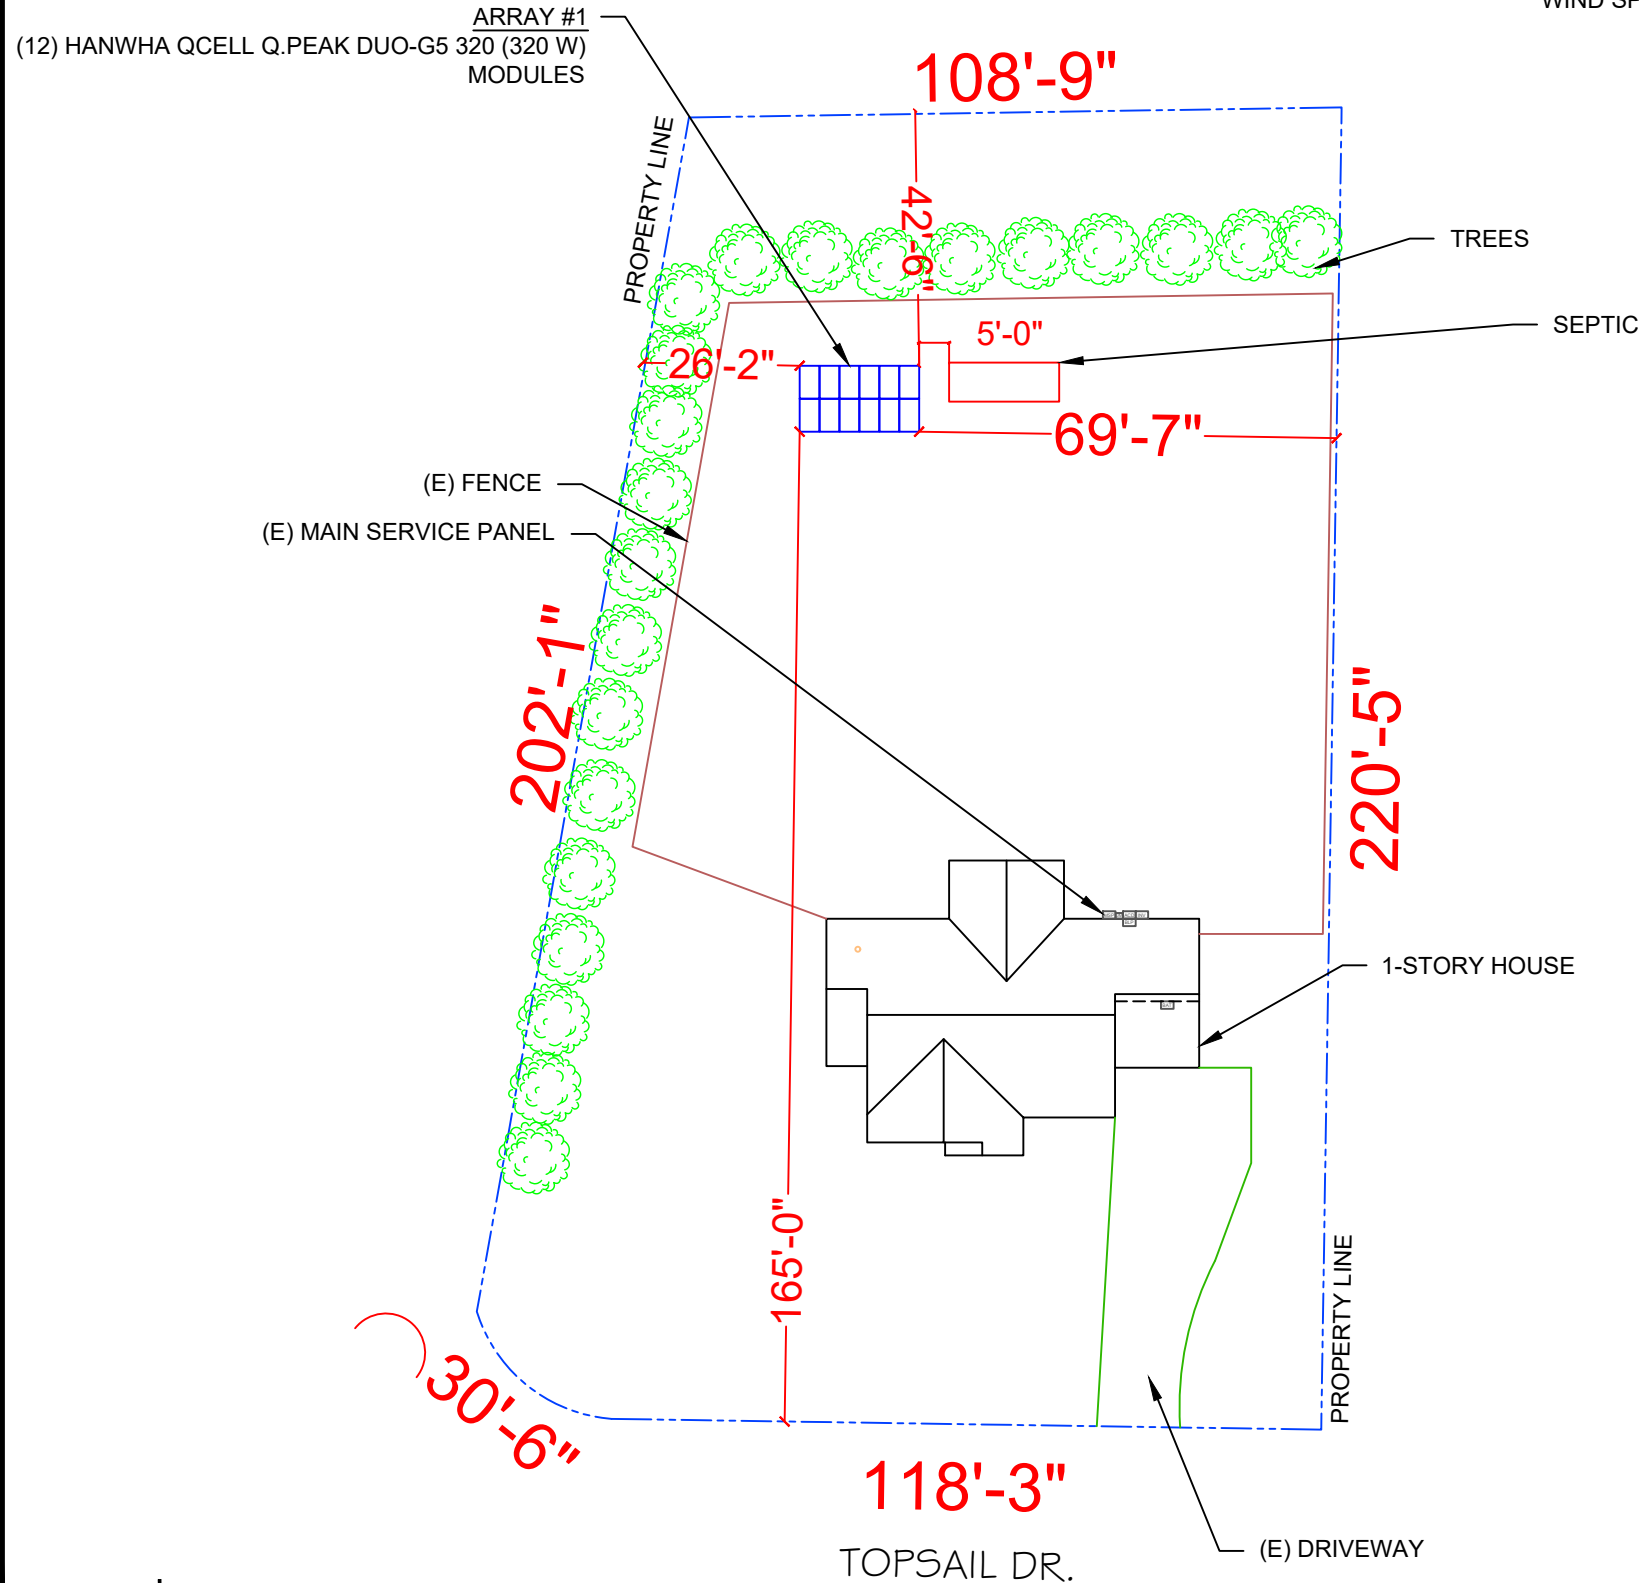 WIND SP
ARRAY #1
(12) HANWHA QCELL Q.PEAK DUO-G5 320 (320 W)
MODULES
108'-9"
PROPERTY LINE
42'-6"
TREES
SEPTIC
5'-0"
26'-2"
69'-7"
(E) FENCE
(E) MAIN SERVICE PANEL
202'-1"
220'-5"
1-STORY HOUSE
165'-0"
PROPERTY LINE
30'-6"
118'-3"
TOPSAIL DR.
(E) DRIVEWAY